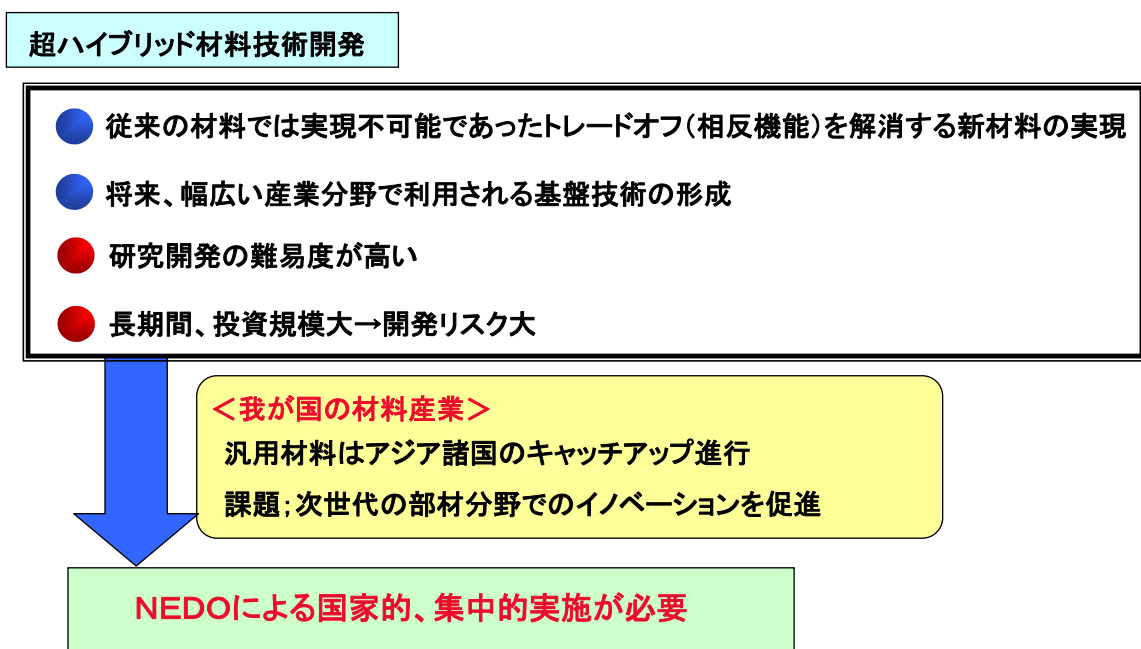 超ハイブリッド材料技術開発
従来の材料では実現不可能であったトレードオフ(相反機能)を解消する新材料の実現
将来、幅広い産業分野で利用される基盤技術の形成
研究開発の難易度が高い
長期間、投資規模大→開発リスク大
＜我が国の材料産業＞
汎用材料はアジア諸国のキャッチアップ進行
課題;次世代の部材分野でのイノベーションを促進
ＮＥＤＯによる国家的、集中的実施が必要